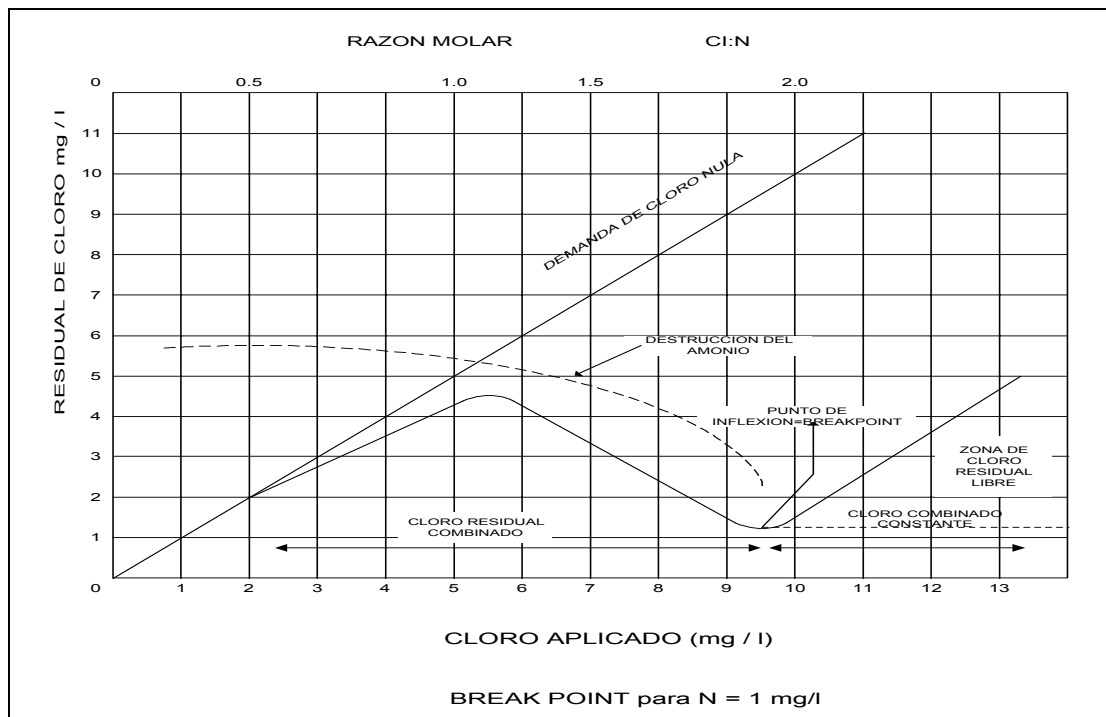 RAZON MOLAR CI:N
0 0.5 1.0 1.5 2.0
RESIDUAL DE CLORO mg / l
11
10
9
8
7
6
5
4
3
2
1
0
DEMANDA DE CLORO NULA
DESTRUCCION DEL
AMONIO
PUNTO DE
INFLEXION=BREAKPOINT
ZONA DE
CLORO
RESIDUAL
LIBRE
CLORO RESIDUAL
COMBINADO
CLORO COMBINADO
CONSTANTE
1 2 3 4 5 6 7 8 9 10 11 12 13
CLORO APLICADO (mg / l)
BREAK POINT para N = 1 mg/l